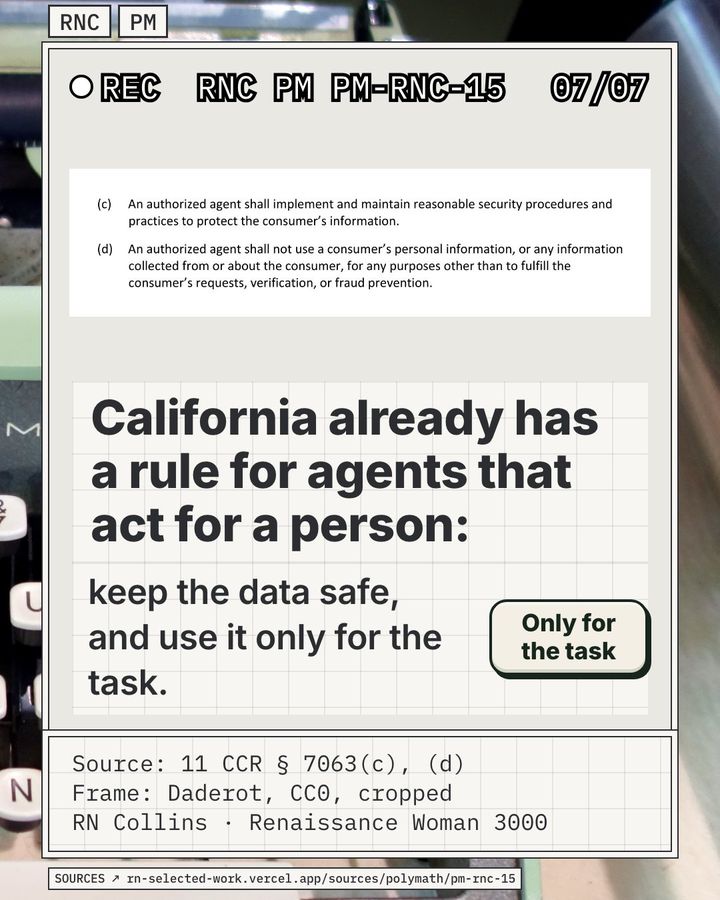 RNC PM
REC RNC PM PM-RNC-15 07/07
(c) An authorized agent shall implement and maintain reasonable security procedures and
practices to protect the consumer's information.
(d) An authorized agent shall not use a consumer's personal information, or any information
collected from or about the consumer, for any purposes other than to fulfill the
consumer's requests, verification, or fraud prevention.
California already has
a rule for agents that
act for a person:
keep the data safe,
and use it only for the
task.
Only for
the task
M
&
7
U
N
Source: 11 CCR § 7063(c), (d)
Frame: Daderot, CC0, cropped
RN Collins · Renaissance Woman 3000
SOURCES ↗ rn-selected-work.vercel.app/sources/polymath/pm-rnc-15